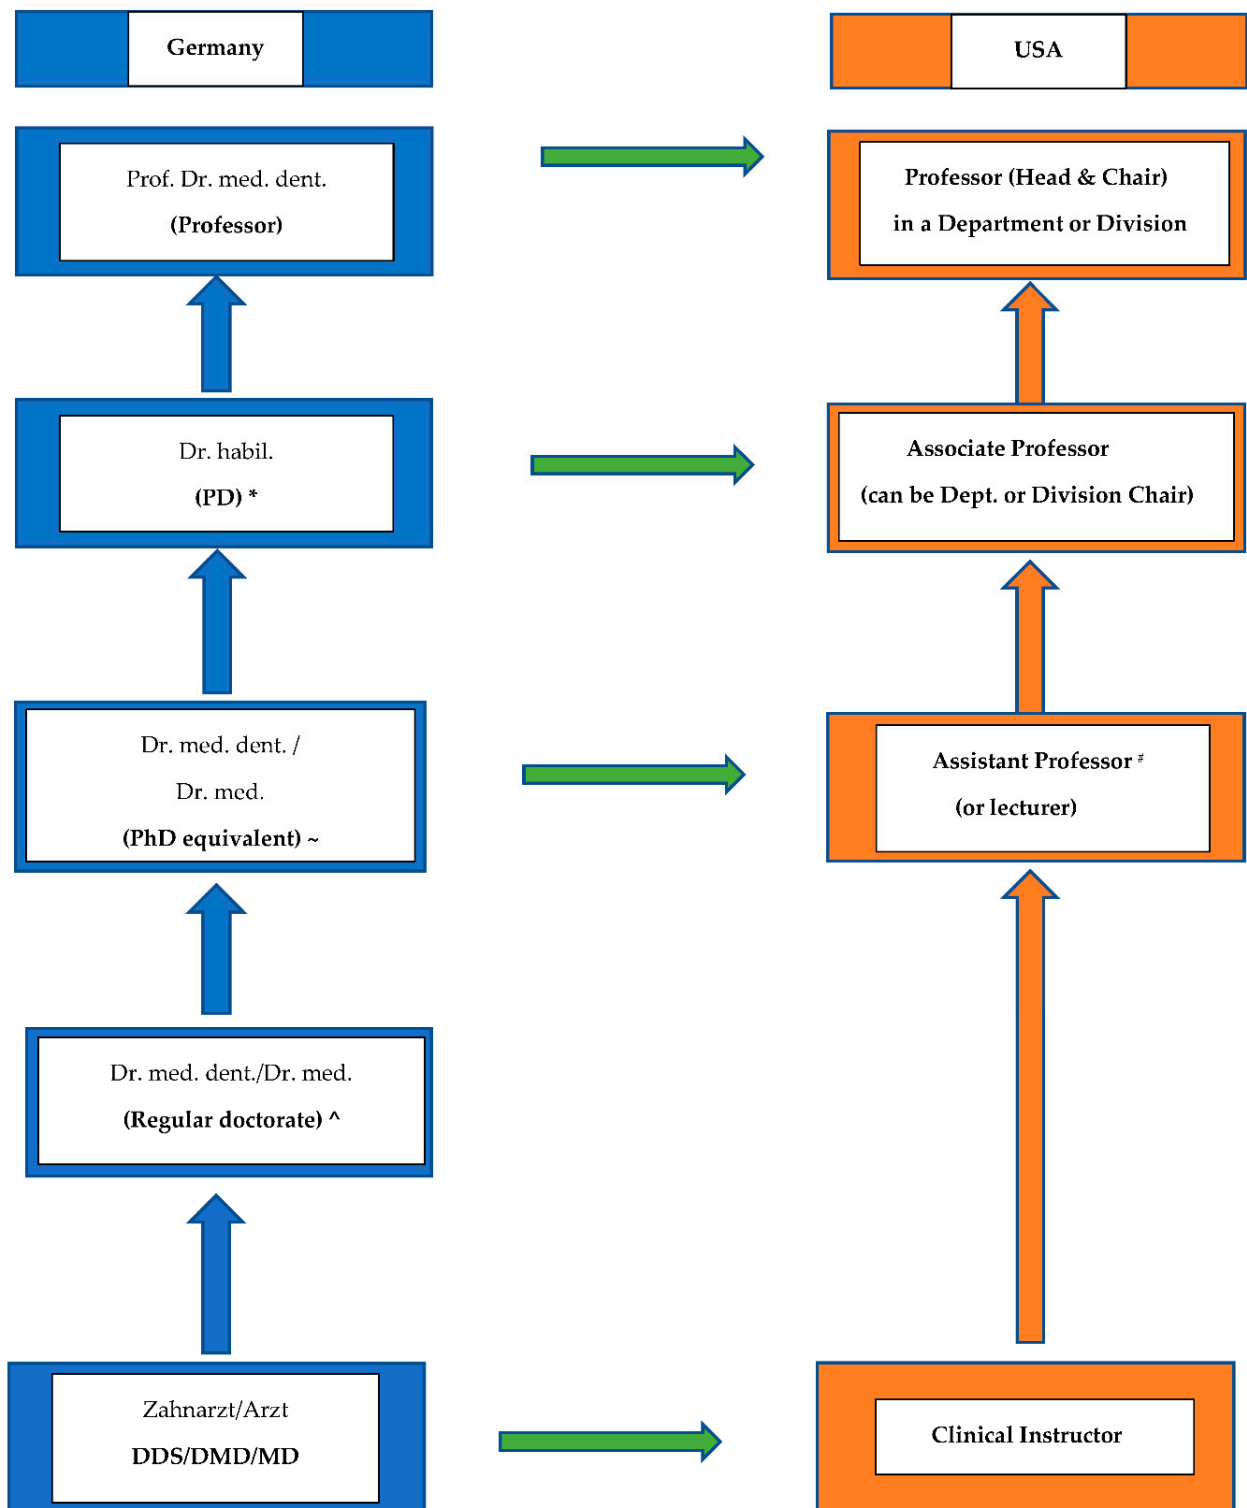 Germany
USA
Prof. Dr. med. dent.
(Professor)
Professor (Head & Chair)
in a Department or Division
Dr. habil.
(PD) *
Associate Professor
(can be Dept. or Division Chair)
Dr. med. dent. /
Dr. med.
(PhD equivalent) ~
Assistant Professor #
(or lecturer)
Dr. med. dent./Dr. med.
(Regular doctorate) ^
Zahnarzt/Arzt
DDS/DMD/MD
Clinical Instructor